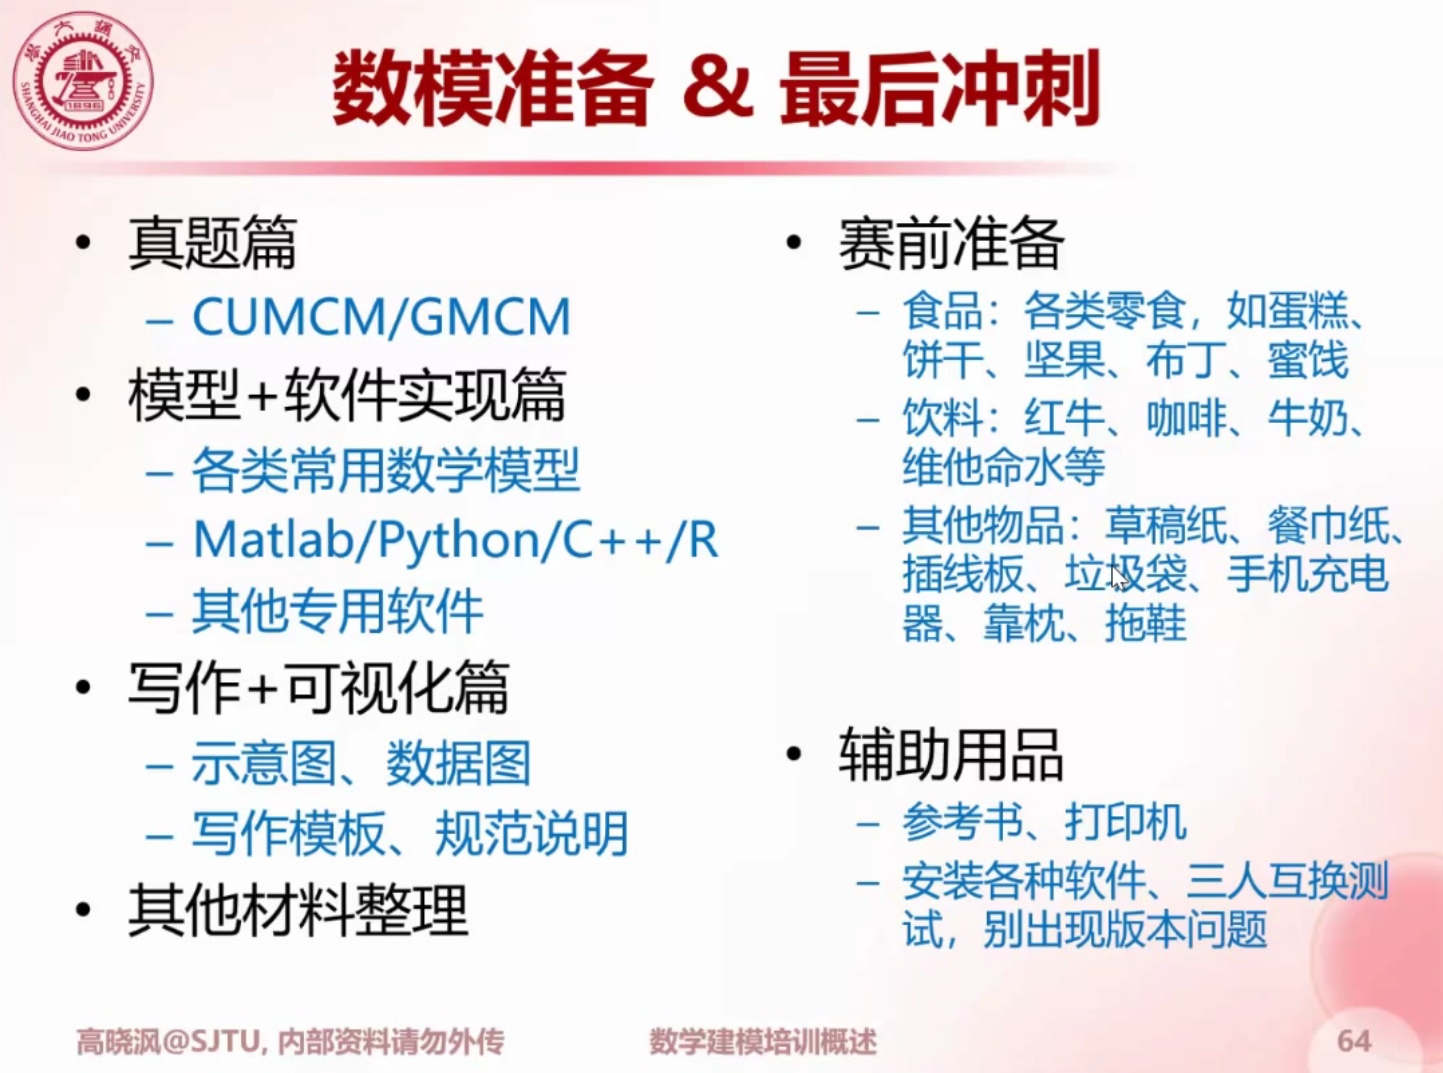 数模准备 & 最后冲刺
• 真题篇
– CUMCM/GMCM
• 模型+软件实现篇
– 各类常用数学模型
– Matlab/Python/C++/R
– 其他专用软件
• 写作+可视化篇
– 示意图、数据图
– 写作模板、规范说明
• 其他材料整理
• 赛前准备
– 食品：各类零食，如蛋糕、
饼干、坚果、布丁、蜜饯
– 饮料：红牛、咖啡、牛奶、
维他命水等
– 其他物品：草稿纸、餐巾纸、
插线板、垃圾袋、手机充电
器、靠枕、拖鞋
• 辅助用品
– 参考书、打印机
– 安装各种软件、三人互换测
试，别出现版本问题
高晓沨@SJTU, 内部资料请勿外传
数学建模培训概述
64
SHANGHAI JIAO TONG UNIVERSITY
1896